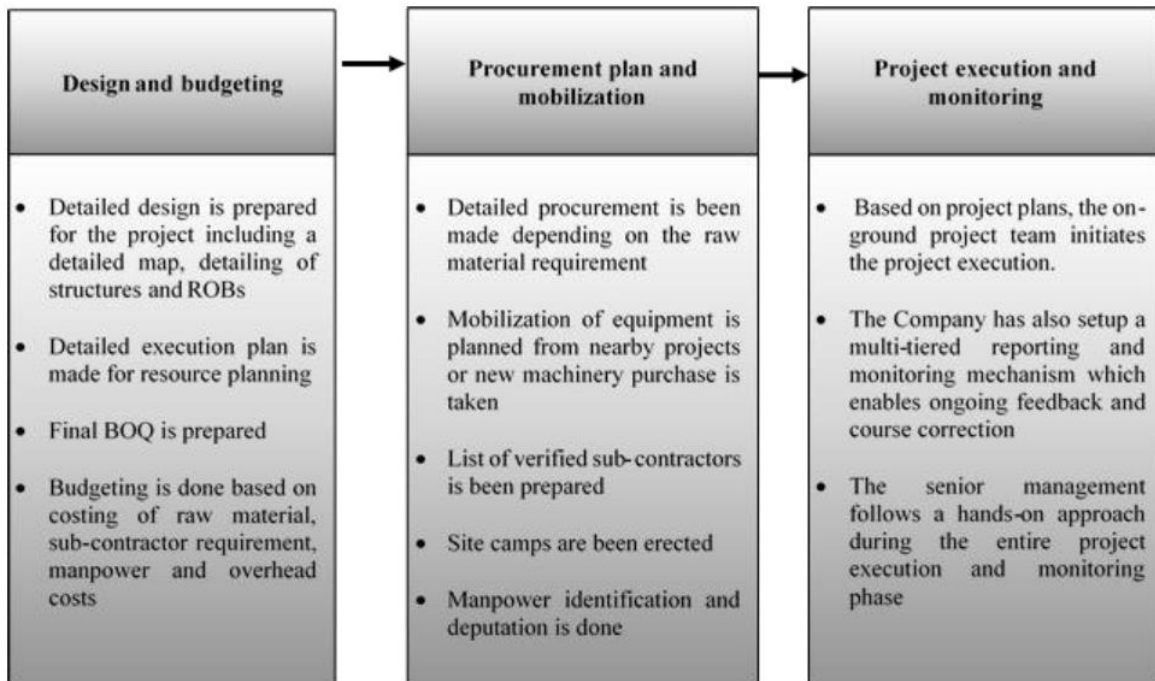 Design and budgeting
Detailed design is prepared
for the project including a
detailed map, detailing of
structures and ROBs
Detailed execution plan is
made for resource planning
Final BOQ is prepared
Budgeting is done based on
costing of raw material,
sub-contractor requirement,
manpower and overhead
costs
Procurement plan and
mobilization
Detailed procurement is been
made depending on the raw
material requirement
Mobilization of equipment is
planned from nearby projects
or new machinery purchase is
taken
List of verified sub-contractors
is been prepared
Site camps are been erected
Manpower identification and
deputation is done
Project execution and
monitoring
Based on project plans, the on-
ground project team initiates
the project execution.
The Company has also setup a
multi-tiered reporting and
monitoring mechanism which
enables ongoing feedback and
course correction
The senior management
follows a hands-on approach
during the entire project
execution and monitoring
phase